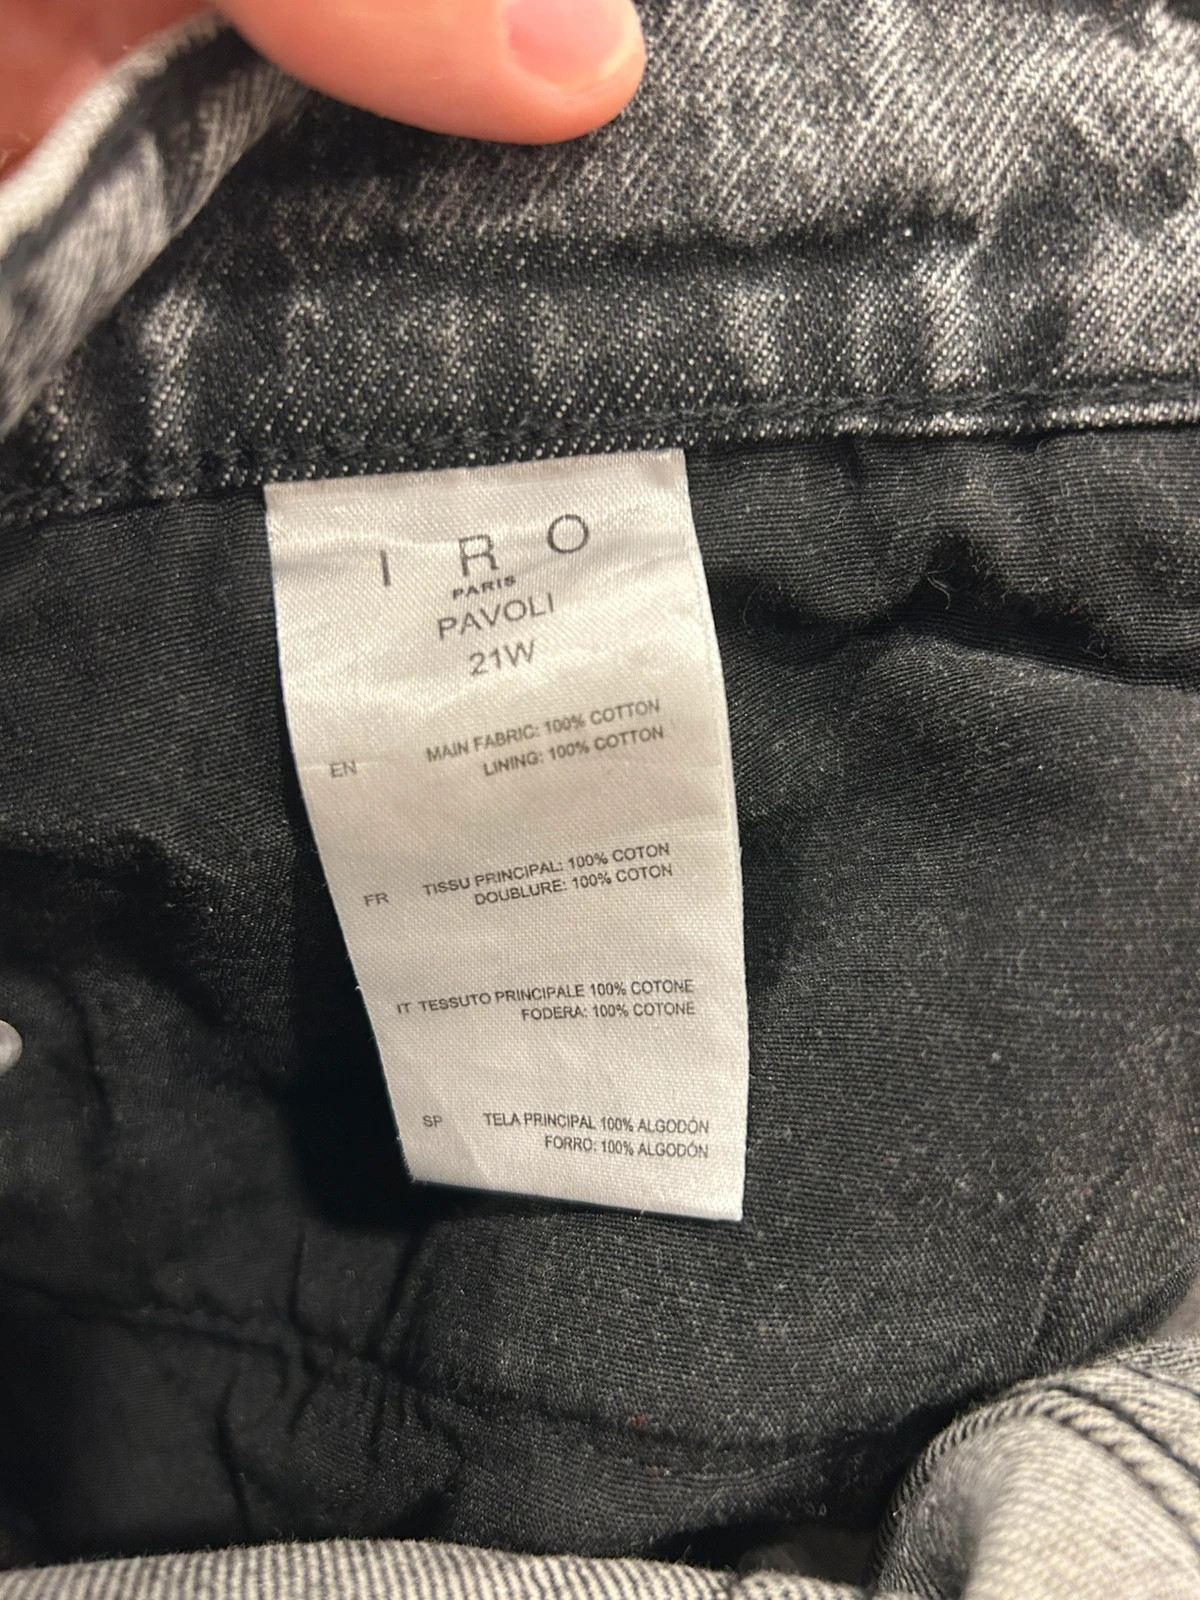 I R O
PARIS
PAVOLI
21W
EN MAIN FABRIC: 100% COTTON
LINING: 100% COTTON
FR TISSU PRINCIPAL: 100% COTON
DOUBLURE: 100% COTON
IT TESSUTO PRINCIPALE 100% COTONE
FODERA: 100% COTONE
SP TELA PRINCIPAL 100% ALGODÓN
FORRO: 100% ALGODÓN